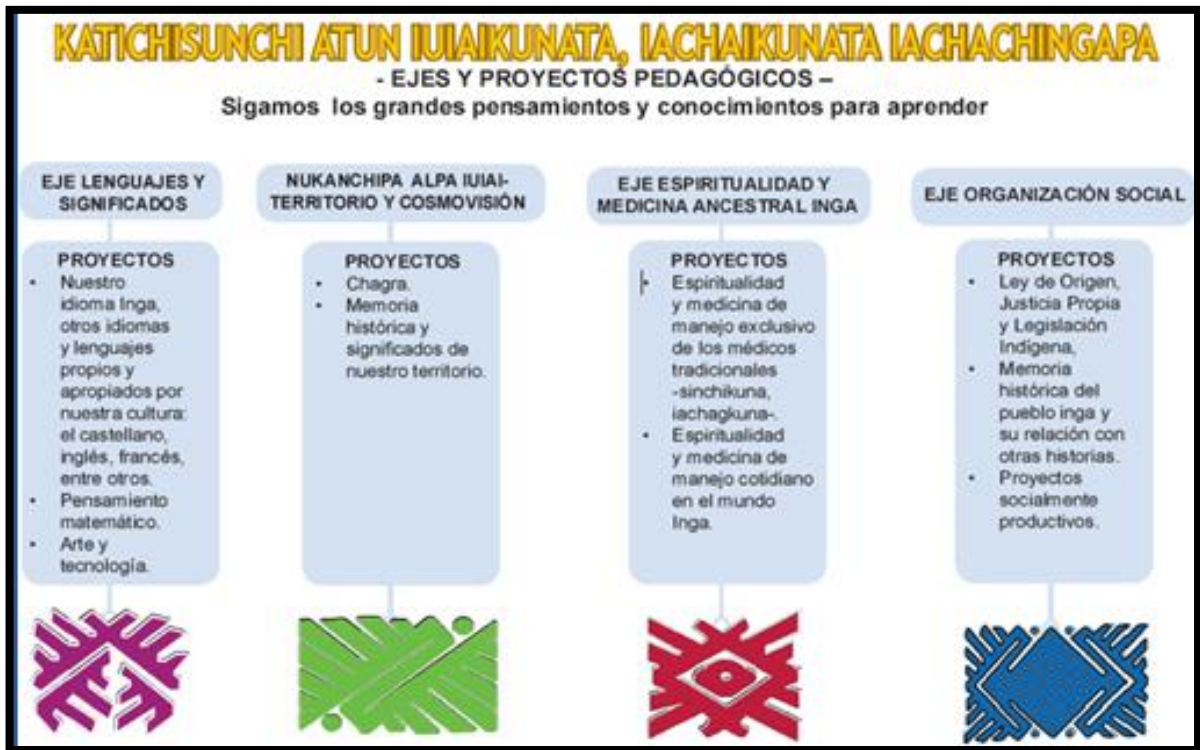 KATICHISUNCHI ATUN IUIAIKUNATA, IACHAIKUNATA IACHACHINGAPA
- EJES Y PROYECTOS PEDAGÓGICOS –
Sigamos los grandes pensamientos y conocimientos para aprender
EJE LENGUAJES Y
SIGNIFICADOS
PROYECTOS
• Nuestro
idioma Inga,
otros idiomas
y lenguajes
propios y
apropiados por
nuestra cultura:
el castellano,
inglés, francés,
entre otros.
• Pensamiento
matemático.
• Arte y
tecnología.
NUKANCHIPA ALPA IUIAI-
TERRITORIO Y COSMOVISIÓN
PROYECTOS
• Chagra.
• Memoria
histórica y
significados de
nuestro territorio.
EJE ESPIRITUALIDAD Y
MEDICINA ANCESTRAL INGA
PROYECTOS
• Espiritualidad
y medicina de
manejo exclusivo
de los médicos
tradicionales
-sinchikuna,
iachagkuna-.
• Espiritualidad
y medicina de
manejo cotidiano
en el mundo
Inga.
EJE ORGANIZACIÓN SOCIAL
PROYECTOS
• Ley de Origen,
Justicia Propia
y Legislación
Indígena,
• Memoria
histórica del
pueblo inga y
su relación con
otras historias.
• Proyectos
socialmente
productivos.